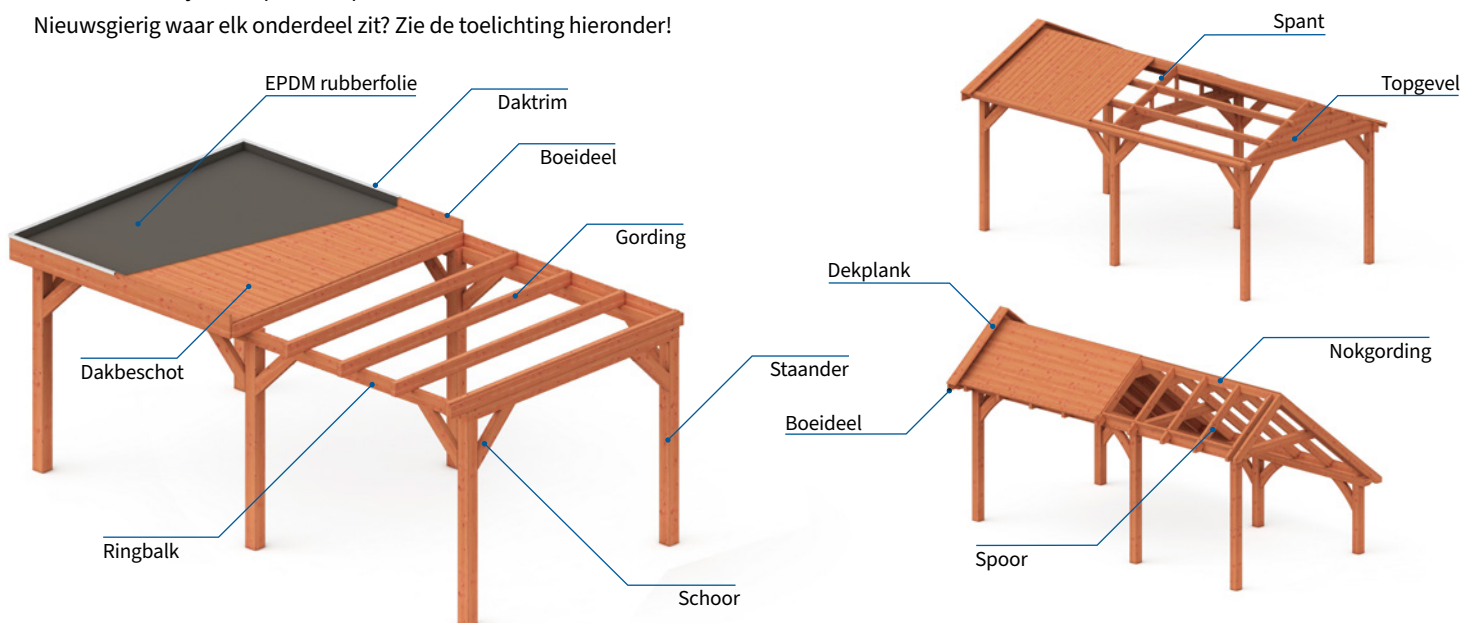 Nieuwsgierig waar elk onderdeel zit? Zie de toelichting hieronder!
EPDM rubberfolie
Daktrim
Boeideel
Gording
Dakbeschot
Staander
Ringbalk
Schoor
Spant
Topgevel
Dekplank
Nokgording
Boeideel
Spoor